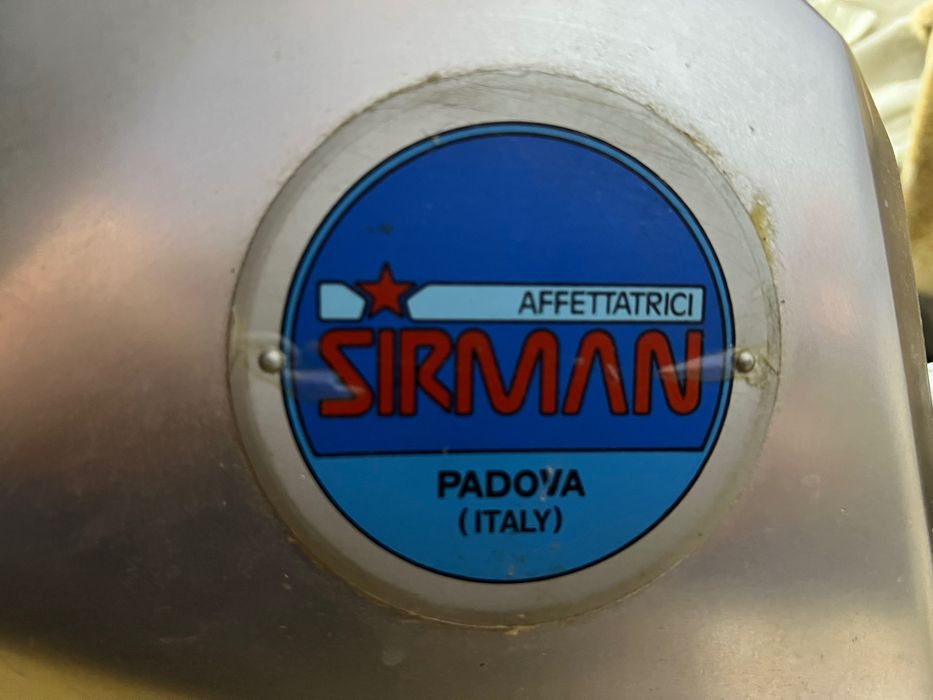 AFFETTATRICI
SIRMAN
PADOVA
(ITALY)